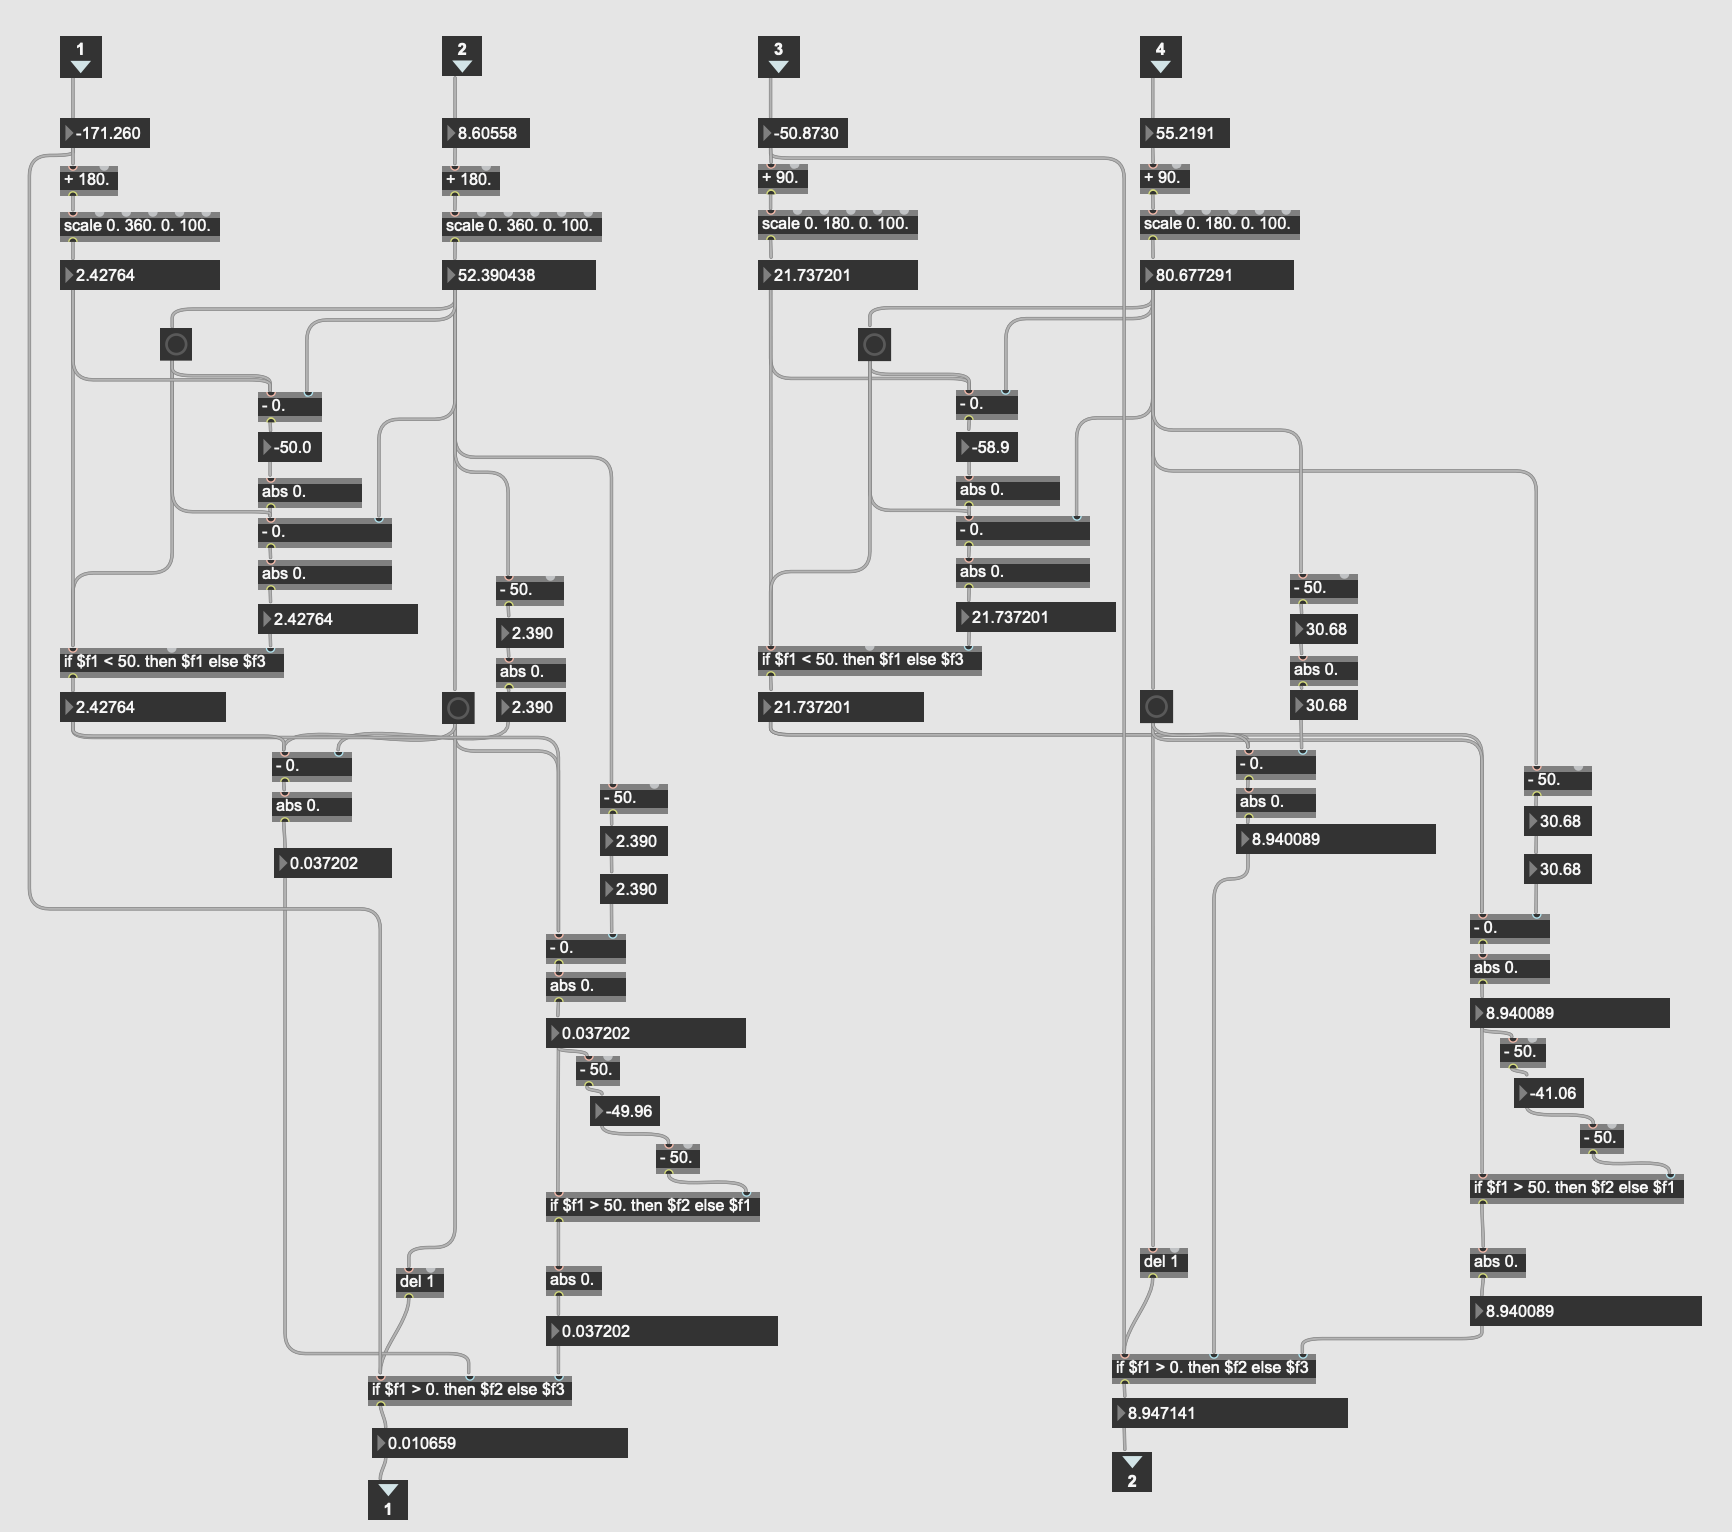 1
2
3
4
-171.260
8.60558
-50.8730
55.2191
+ 180.
+ 180.
+ 90.
+ 90.
scale 0. 360. 0. 100.
scale 0. 360. 0. 100.
scale 0. 180. 0. 100.
scale 0. 180. 0. 100.
2.42764
52.390438
21.737201
80.677291
- 0.
- 0.
-50.0
-58.9
abs 0.
abs 0.
- 0.
- 0.
abs 0.
abs 0.
- 50.
- 50.
2.42764
2.390
21.737201
30.68
if $f1 < 50. then $f1 else $f3
abs 0.
if $f1 < 50. then $f1 else $f3
abs 0.
2.42764
2.390
21.737201
30.68
- 0.
- 0.
- 50.
abs 0.
- 50.
abs 0.
30.68
2.390
8.940089
0.037202
2.390
30.68
- 0.
- 0.
abs 0.
abs 0.
0.037202
8.940089
- 50.
- 50.
-49.96
-41.06
- 50.
- 50.
if $f1 > 50. then $f2 else $f1
if $f1 > 50. then $f2 else $f1
del 1
abs 0.
del 1
abs 0.
0.037202
8.940089
if $f1 > 0. then $f2 else $f3
if $f1 > 0. then $f2 else $f3
0.010659
8.947141
1
2